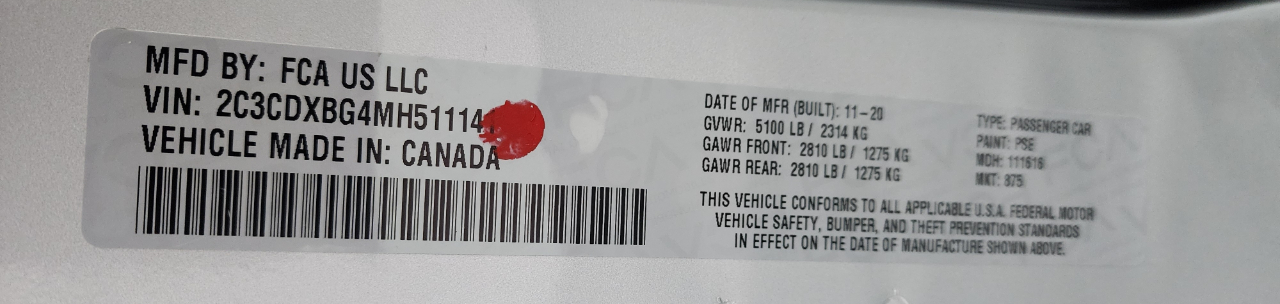 MFD BY: FCA US LLC
VIN: 2C3CDXBG4MH51114
VEHICLE MADE IN: CANADA
DATE OF MFR (BUILT): 11-20
GVWR: 5100 LB / 2314 KG
GAWR FRONT: 2810 LB / 1275 KG
GAWR REAR: 2810 LB / 1275 KG
TYPE: PASSENGER CAR
PAINT: PSE
MDH: 111616
MKT: 875
THIS VEHICLE CONFORMS TO ALL APPLICABLE U.S.A. FEDERAL MOTOR
VEHICLE SAFETY, BUMPER, AND THEFT PREVENTION STANDARDS
IN EFFECT ON THE DATE OF MANUFACTURE SHOWN ABOVE.